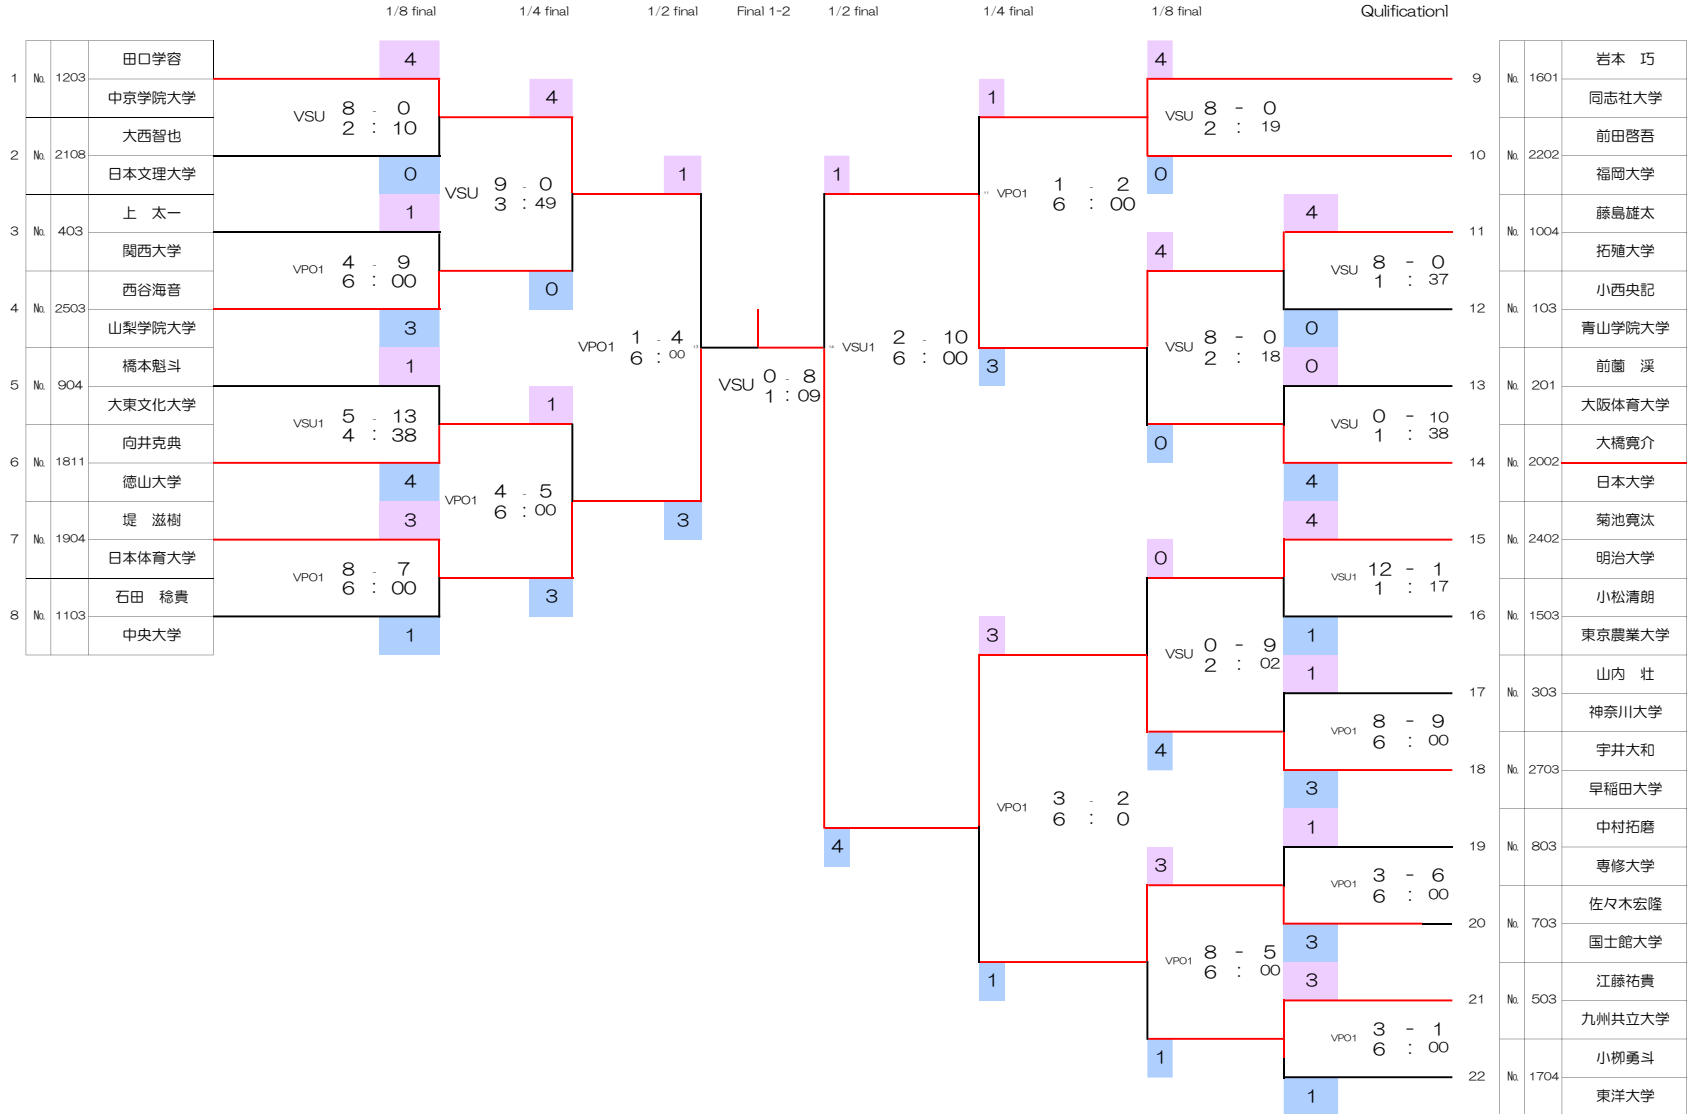 1/8 final 1/4 final 1/2 final Final 1-2 1/2 final 1/4 final 1/8 final Qulification1
1 № 1203 田口学容
中京学院大学
2 № 2108 大西智也
日本文理大学
3 № 403 上 太一
関西大学
4 № 2503 西谷海音
山梨学院大学
5 № 904 橋本魁斗
大東文化大学
6 № 1811 向井克典
徳山大学
7 № 1904 堤 滋樹
日本体育大学
8 № 1103 石田 稔貴
中央大学
4
VSU 8 - 0
2 : 10
0
1
VPO1 4 - 9
6 : 00
3
1
VSU1 5 - 13
4 : 38
4
3
VPO1 8 - 7
6 : 00
1
4
VSU 9 - 0
3 : 49
0
1
VPO1 4 - 5
6 : 00
3
1
VPO1 1 - 4
6 : 00
3
VSU 0 - 8
1 : 09
1
VSU1 2 - 10
6 : 00
4
1
VPO1 1 - 2
6 : 00
3
3
VPO1 3 - 2
6 : 0
1
4
VSU 8 - 0
2 : 19
0
4
VSU 8 - 0
2 : 18
0
0
VSU 0 - 9
2 : 02
4
3
VPO1 8 - 5
6 : 00
1
4
VSU 8 - 0
1 : 37
0
0
VSU 0 - 10
1 : 38
4
4
VSU1 12 - 1
1 : 17
1
1
VPO1 8 - 9
6 : 00
3
1
VPO1 3 - 6
6 : 00
3
3
VPO1 3 - 1
6 : 00
1
9 № 1601 岩本 巧
同志社大学
10 № 2202 前田啓吾
福岡大学
11 № 1004 藤島雄太
拓殖大学
12 № 103 小西央記
青山学院大学
13 № 201 前薗 渓
大阪体育大学
14 № 2002 大橋寛介
日本大学
15 № 2402 菊池寛汰
明治大学
16 № 1503 小松清朗
東京農業大学
17 № 303 山内 壮
神奈川大学
18 № 2703 宇井大和
早稲田大学
19 № 803 中村拓磨
専修大学
20 № 703 佐々木宏隆
国士館大学
21 № 503 江藤祐貴
九州共立大学
22 № 1704 小栁勇斗
東洋大学